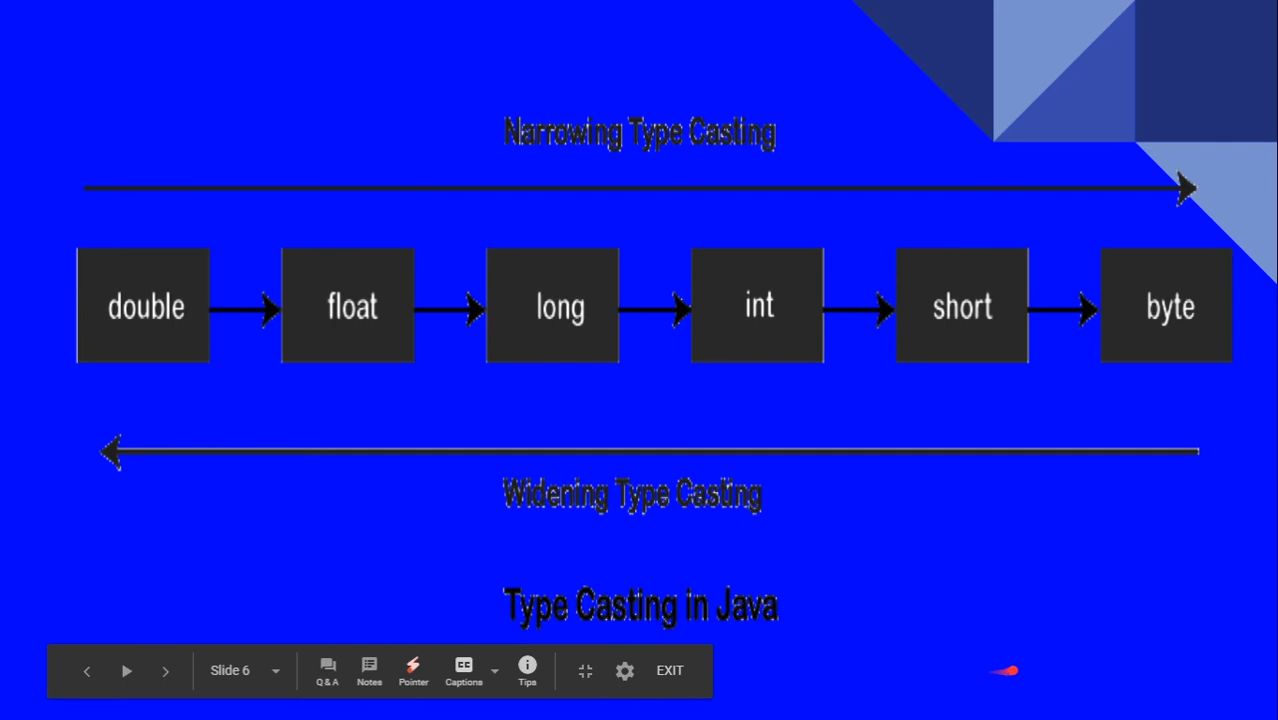 Narrowing Type Casting
double float long int short byte
Widening Type Casting
Type Casting in Java
Slide 6 Q&A Notes Pointer CC Captions Tips EXIT